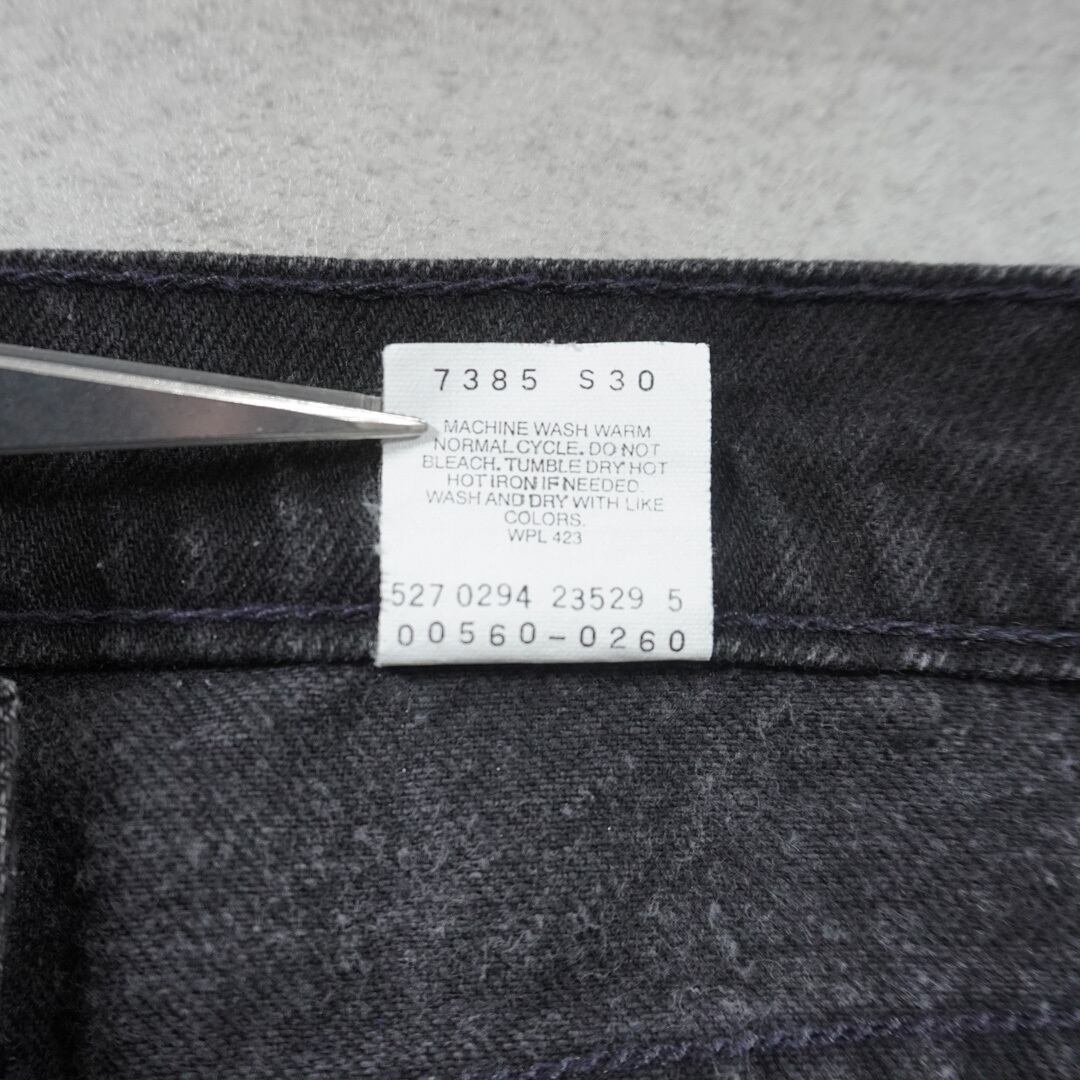 7385 S30
MACHINE WASH WARM
NORMAL CYCLE. DO NOT
BLEACH. TUMBLE DRY HOT
HOT IRON IF NEEDED.
WASH AND DRY WITH LIKE
COLORS.
WPL 423
527 0294 23529 5
00560-0260